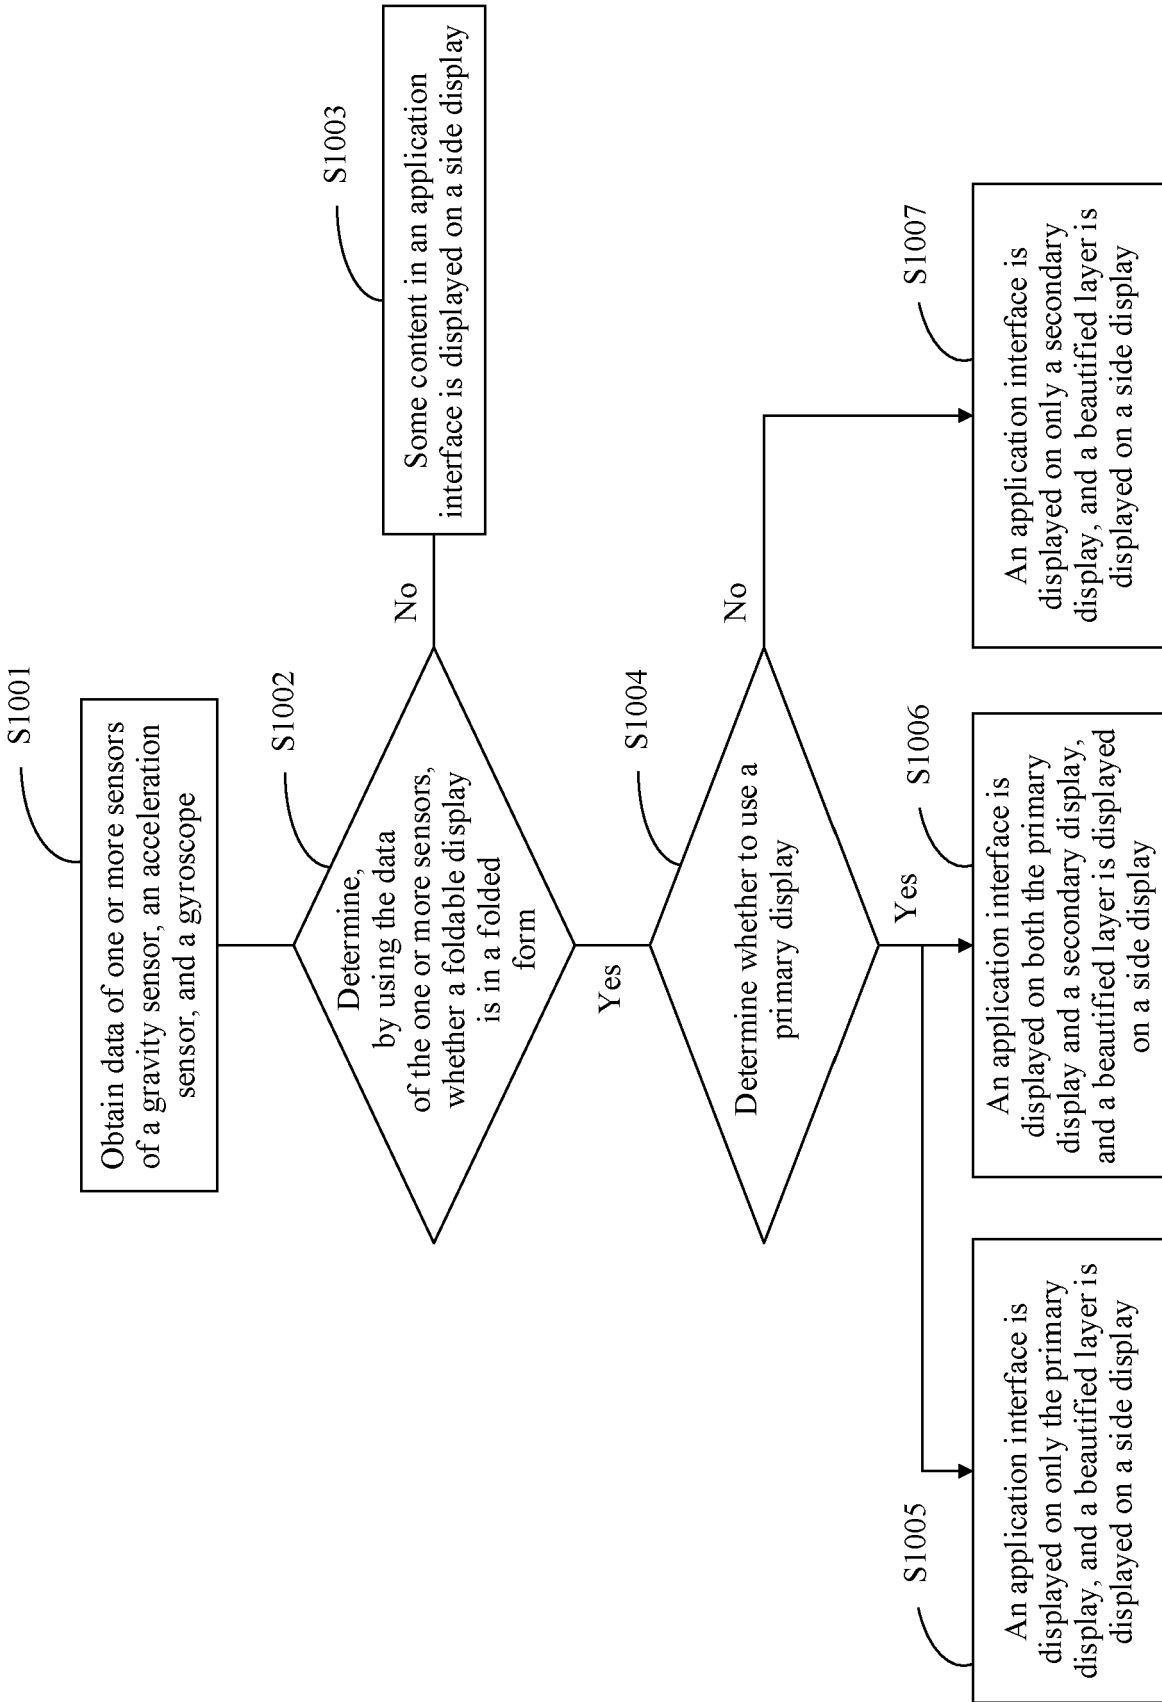 S1001
Obtain data of one or more sensors
of a gravity sensor, an acceleration
sensor, and a gyroscope
S1002
Determine,
by using the data
of the one or more sensors,
whether a foldable display
is in a folded
form
No
S1003
Some content in an application
interface is displayed on a side display
Yes
S1004
Determine whether to use a
primary display
No
Yes
S1005
An application interface is
displayed on only the primary
display, and a beautified layer is
displayed on a side display
S1006
An application interface is
displayed on both the primary
display and a secondary display,
and a beautified layer is displayed
on a side display
S1007
An application interface is
displayed on only a secondary
display, and a beautified layer is
displayed on a side display